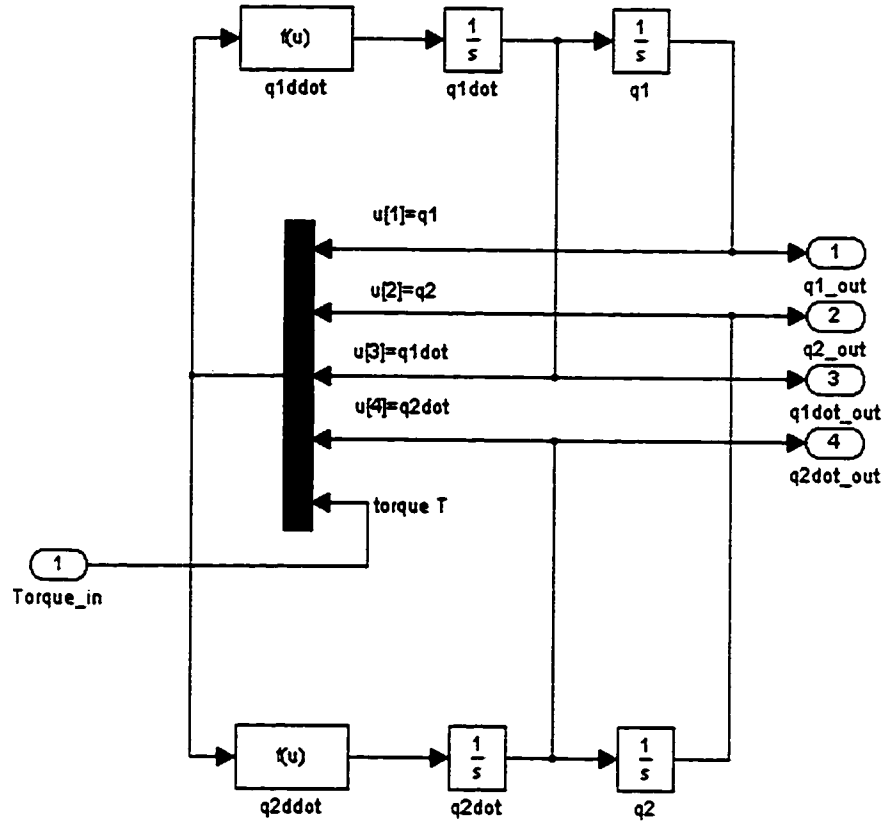 f(u)
1
s
1
s
q1ddot
q1dot
q1
u[1]=q1
1
q1_out
u[2]=q2
2
q2_out
u[3]=q1dot
3
q1dot_out
u[4]=q2dot
4
q2dot_out
torque T
1
Torque_in
f(u)
1
s
1
s
q2ddot
q2dot
q2